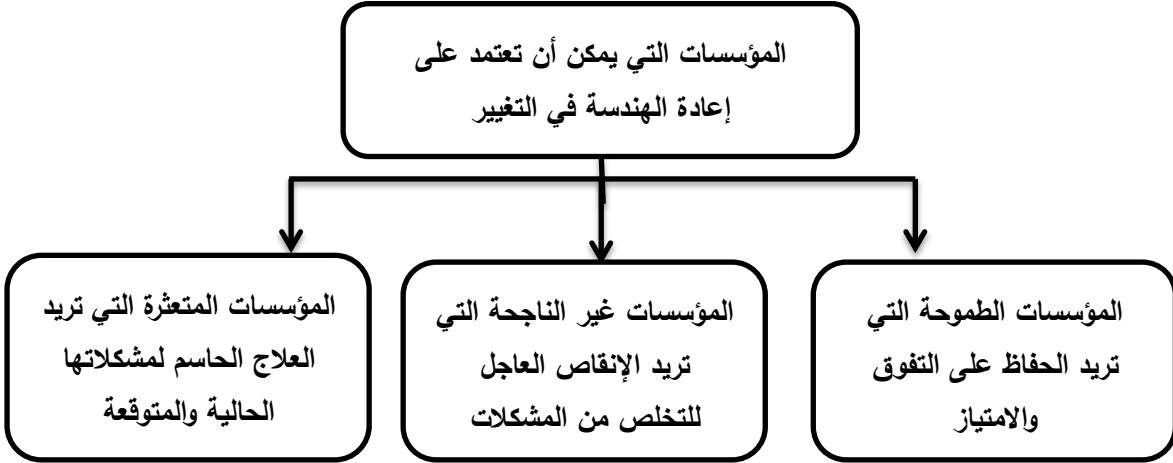 المؤسسات التي يمكن أن تعتمد على
إعادة الهندسة في التغيير
المؤسسات الطموحة التي
تريد الحفاظ على التفوق
والامتياز
المؤسسات غير الناجحة التي
تريد الإنقاص العاجل
للتخلص من المشكلات
المؤسسات المتعثرة التي تريد
العلاج الحاسم لمشكلاتها
الحالية والمتوقعة